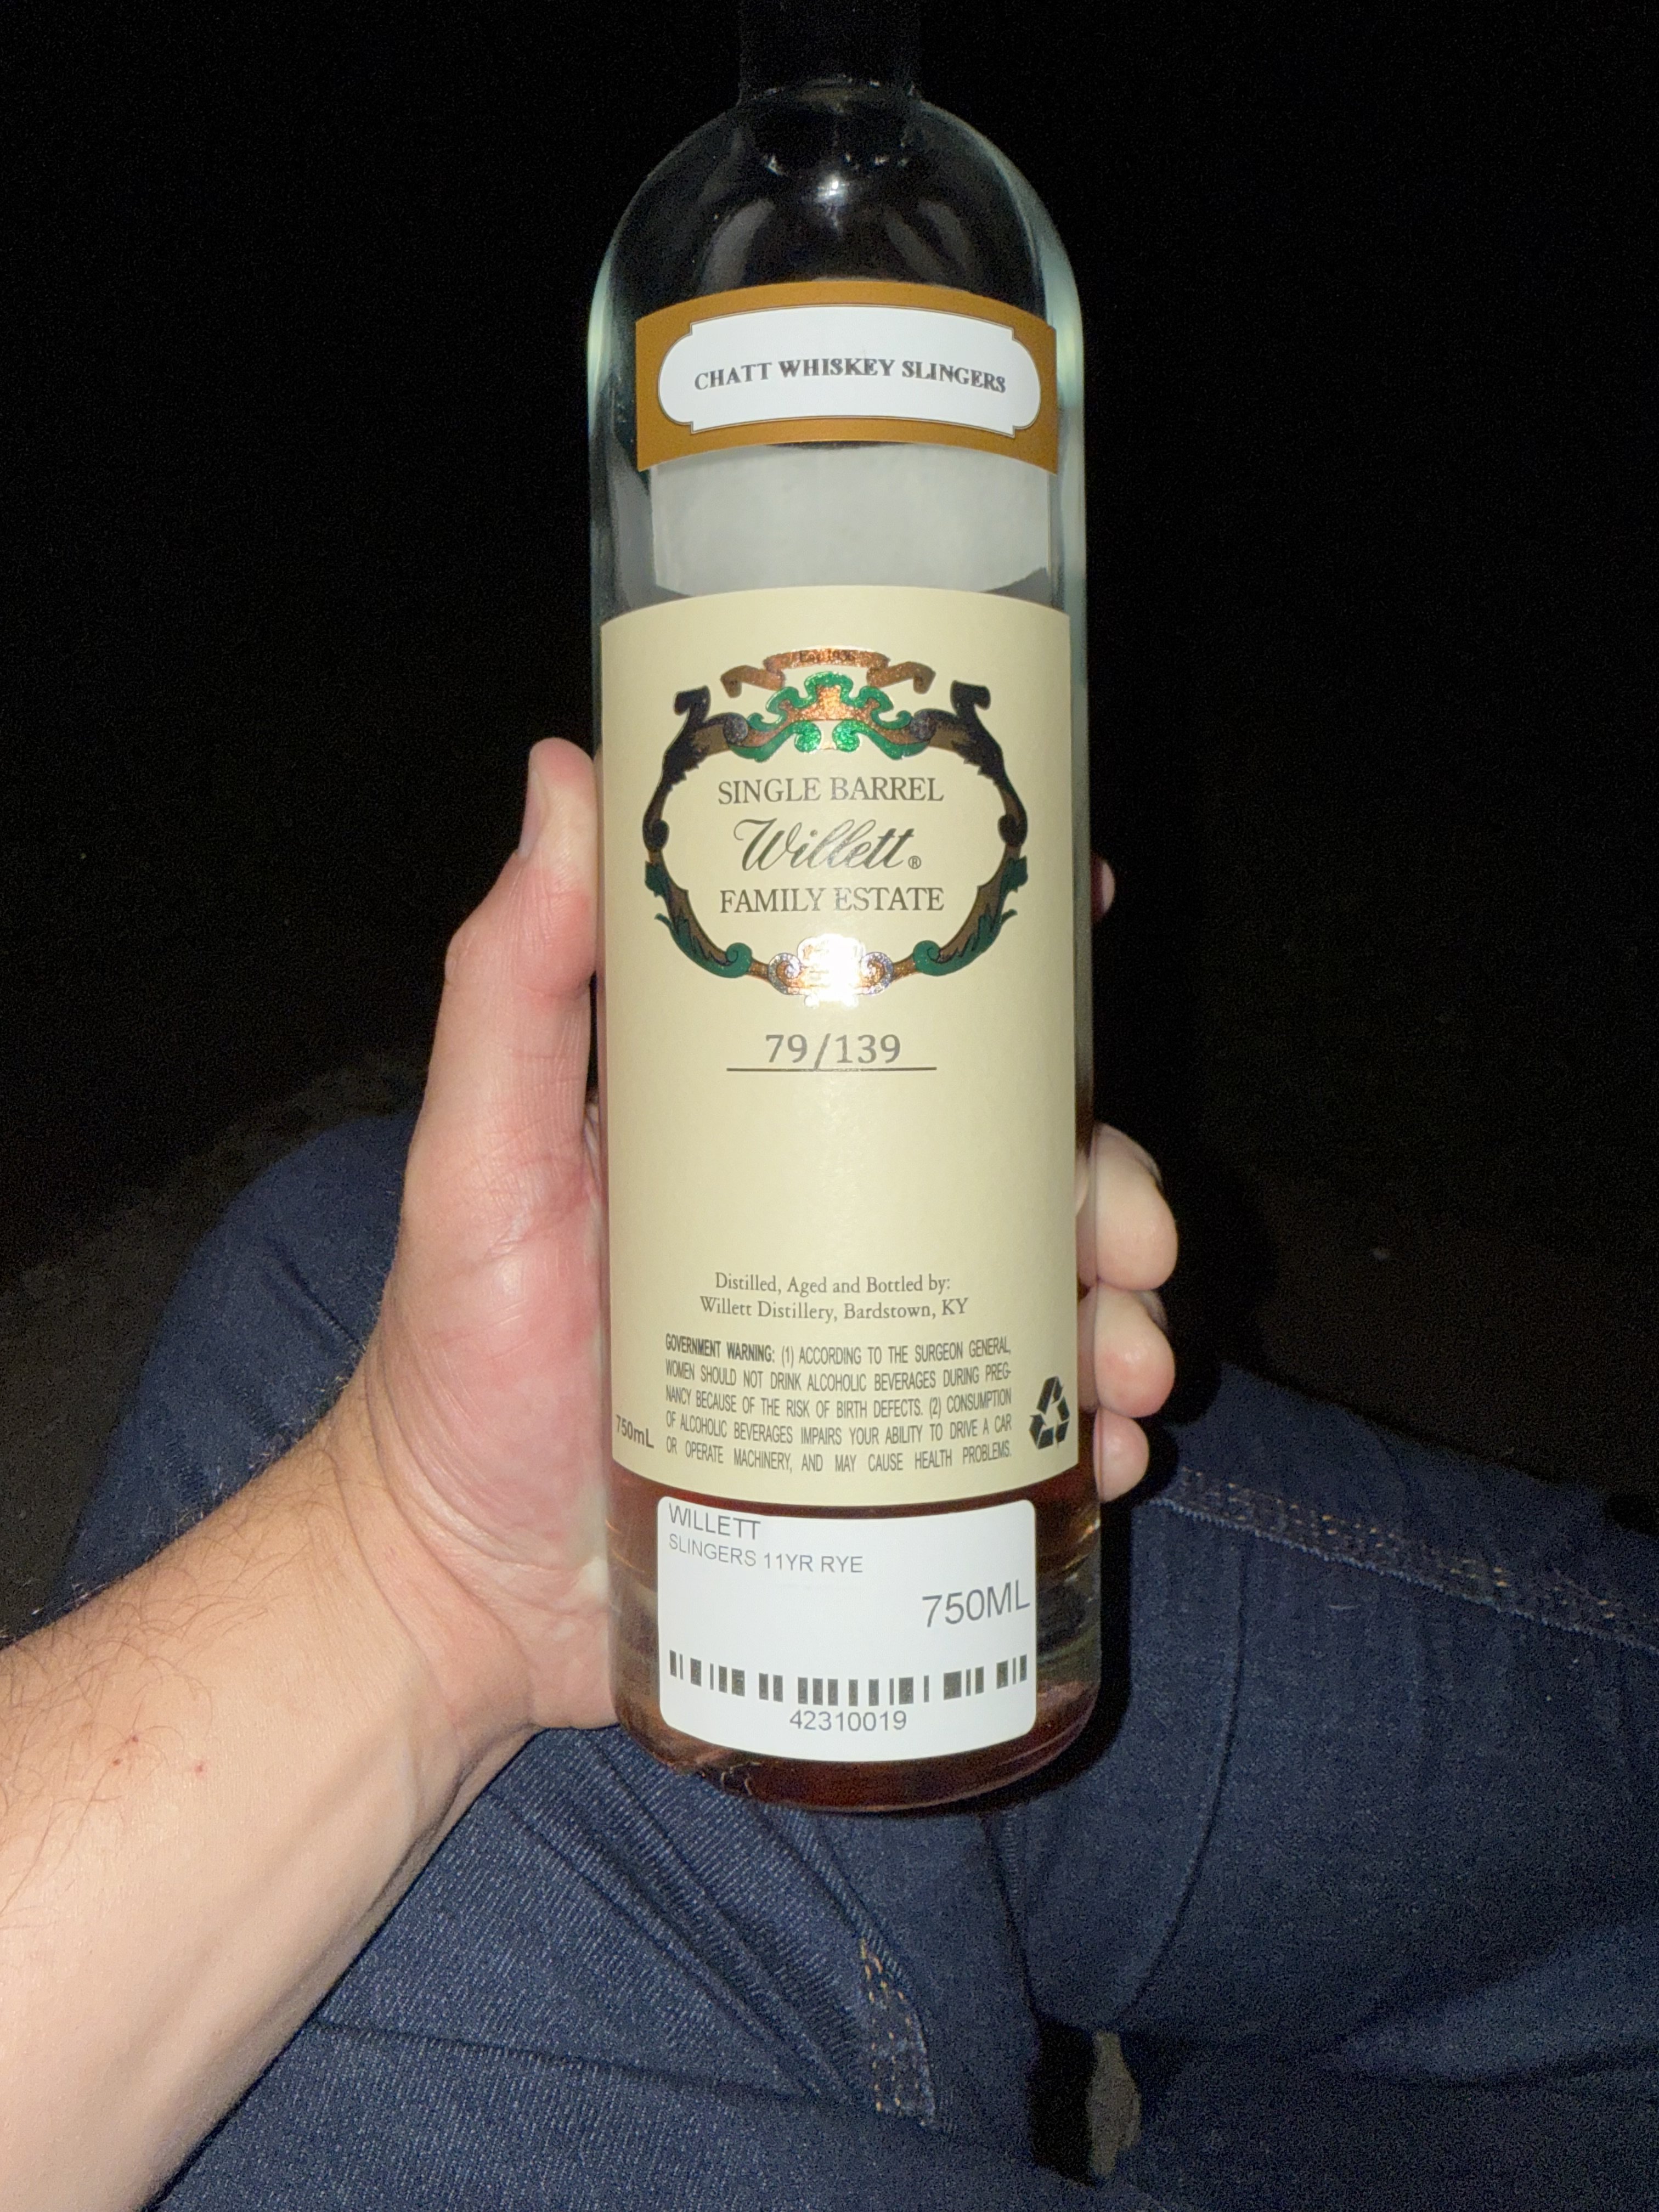 CHATT WHISKEY SLINGERS
SINGLE BARREL
Willett®
FAMILY ESTATE
79/139
Distilled, Aged and Bottled by:
Willett Distillery, Bardstown, KY
GOVERNMENT WARNING: (1) ACCORDING TO THE SURGEON GENERAL,
WOMEN SHOULD NOT DRINK ALCOHOLIC BEVERAGES DURING PREG-
NANCY BECAUSE OF THE RISK OF BIRTH DEFECTS. (2) CONSUMPTION
OF ALCOHOLIC BEVERAGES IMPAIRS YOUR ABILITY TO DRIVE A CAR
OR OPERATE MACHINERY, AND MAY CAUSE HEALTH PROBLEMS.
750mL
WILLETT
SLINGERS 11YR RYE
750ML
42310019